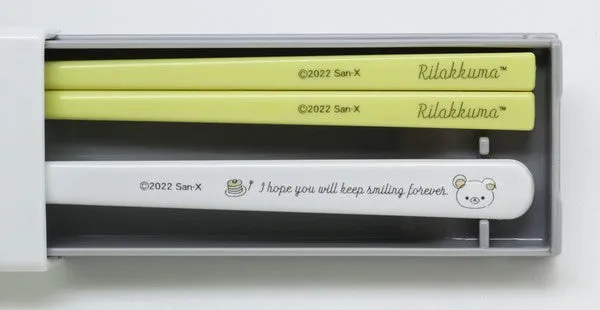 ©2022 San-X Rilakkuma™
©2022 San-X Rilakkuma™
©2022 San-X I hope you will keep smiling forever.